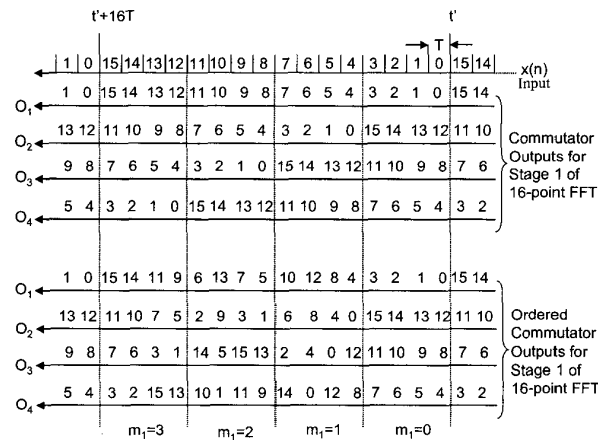 t'+16T t'
T
1 0 15 14 13 12 11 10 9 8 7 6 5 4 3 2 1 0 15 14 x(n)
Input
O1 1 0 15 14 13 12 11 10 9 8 7 6 5 4 3 2 1 0 15 14
O2 13 12 11 10 9 8 7 6 5 4 3 2 1 0 15 14 13 12 11 10
O3 9 8 7 6 5 4 3 2 1 0 15 14 13 12 11 10 9 8 7 6
O4 5 4 3 2 1 0 15 14 13 12 11 10 9 8 7 6 5 4 3 2
Commutator
Outputs for
Stage 1 of
16-point FFT
O1 1 0 15 14 11 9 6 13 7 5 10 12 8 4 3 2 1 0 15 14
O2 13 12 11 10 7 5 2 9 3 1 6 8 4 0 15 14 13 12 11 10
O3 9 8 7 6 3 1 14 5 15 13 2 4 0 12 11 10 9 8 7 6
O4 5 4 3 2 15 13 10 1 11 9 14 0 12 8 7 6 5 4 3 2
Ordered
Commutator
Outputs for
Stage 1 of
16-point FFT
m1=3 m1=2 m1=1 m1=0